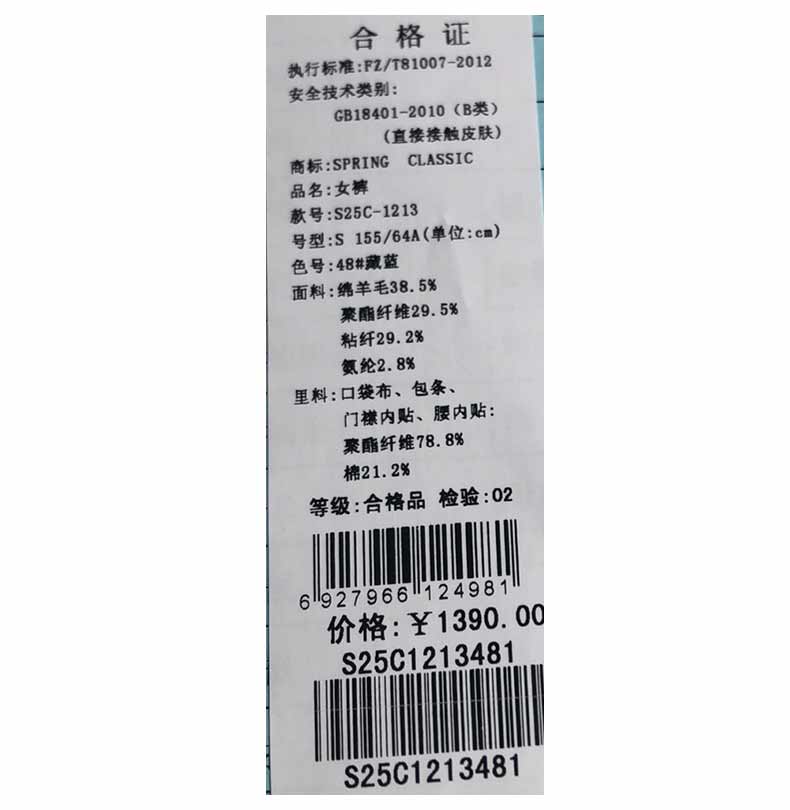 合格证
执行标准:FZ/T81007-2012
安全技术类别:
GB18401-2010（B类）
(直接接触皮肤)
商标:SPRING CLASSIC
品名:女裤
款号:S25C-1213
号型:S 155/64A(单位:cm)
色号:48#藏蓝
面料:绵羊毛38.5%
聚酯纤维29.5%
粘纤29.2%
氨纶2.8%
里料:口袋布、包条、
门襟内贴、腰内贴:
聚酯纤维78.8%
棉21.2%
等级:合格品 检验:02
6 927966 124981
价格:￥1390.00
S25C1213481
S25C1213481